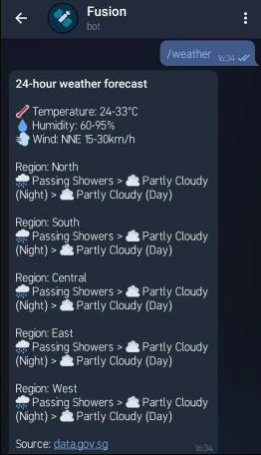 Fusion
bot
/weather 16:34
24-hour weather forecast
Temperature: 24-33°C
Humidity: 60-95%
Wind: NNE 15-30km/h
Region: North
Passing Showers > Partly Cloudy
(Night) > Partly Cloudy (Day)
Region: South
Passing Showers > Partly Cloudy
(Night) > Partly Cloudy (Day)
Region: Central
Passing Showers > Partly Cloudy
(Night) > Partly Cloudy (Day)
Region: East
Passing Showers > Partly Cloudy
(Night) > Partly Cloudy (Day)
Region: West
Passing Showers > Partly Cloudy
(Night) > Partly Cloudy (Day)
Source: data.gov.sg 16:34